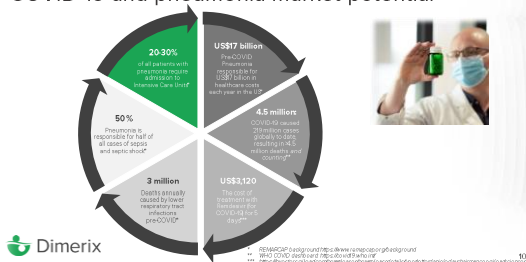 COVID-19 and pneumonia market potential
20-30%
of all patients with
pneumonia require
admission to
Intensive Care Units*
US$17 billion
Pre-COVID
Pneumonia
responsible for
US$17 billion in
healthcare costs
each year in the US*
4.5 million:
COVID-19 caused
219 million cases
globally to date,
resulting in >4.5
million deaths and
counting**
US$3,120
The cost of
treatment with
Remdesivir (for
COVID-19) for 5
days***
3 million
Deaths annually
caused by lower
respiratory tract
infections
pre-COVID*
50%
Pneumonia is
responsible for half of
all cases of sepsis
and septic shock*
Dimerix
* REMAPCAP background https://www.remapcap.org/background
** WHO COVID dashboard https://covid19.who.int/
10